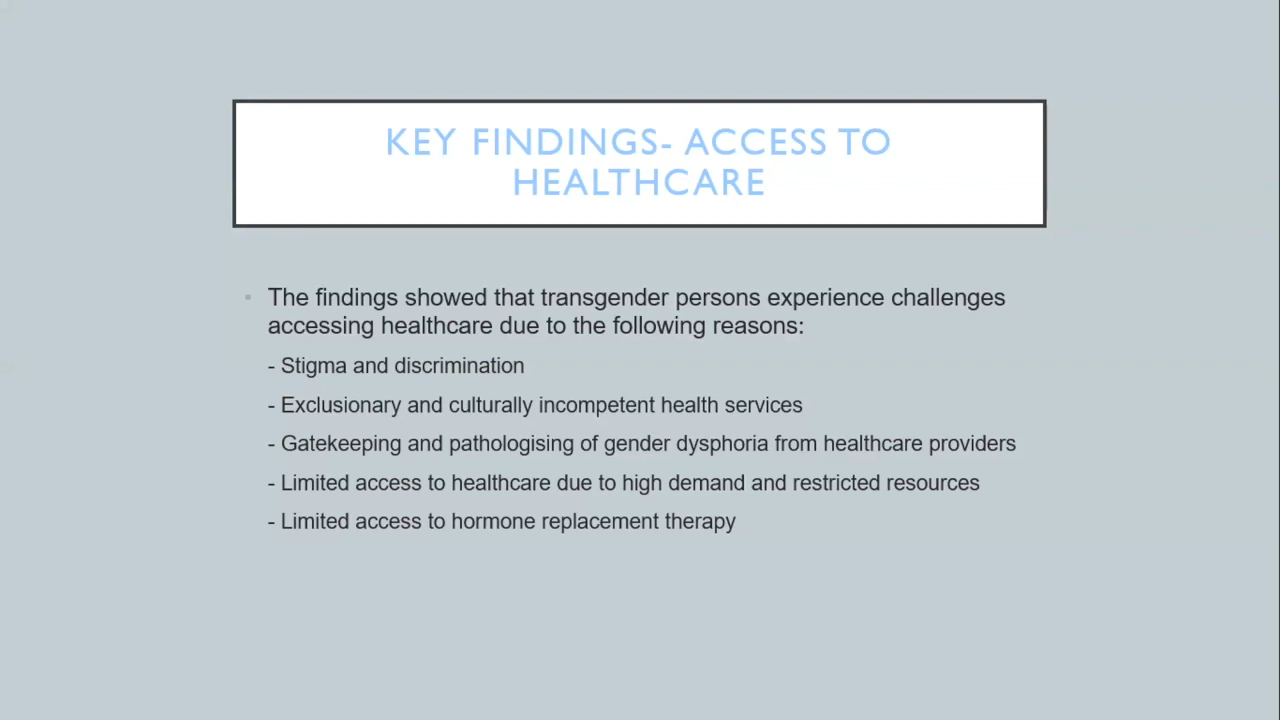 KEY FINDINGS- ACCESS TO
HEALTHCARE
The findings showed that transgender persons experience challenges
accessing healthcare due to the following reasons:
- Stigma and discrimination
- Exclusionary and culturally incompetent health services
- Gatekeeping and pathologising of gender dysphoria from healthcare providers
- Limited access to healthcare due to high demand and restricted resources
- Limited access to hormone replacement therapy